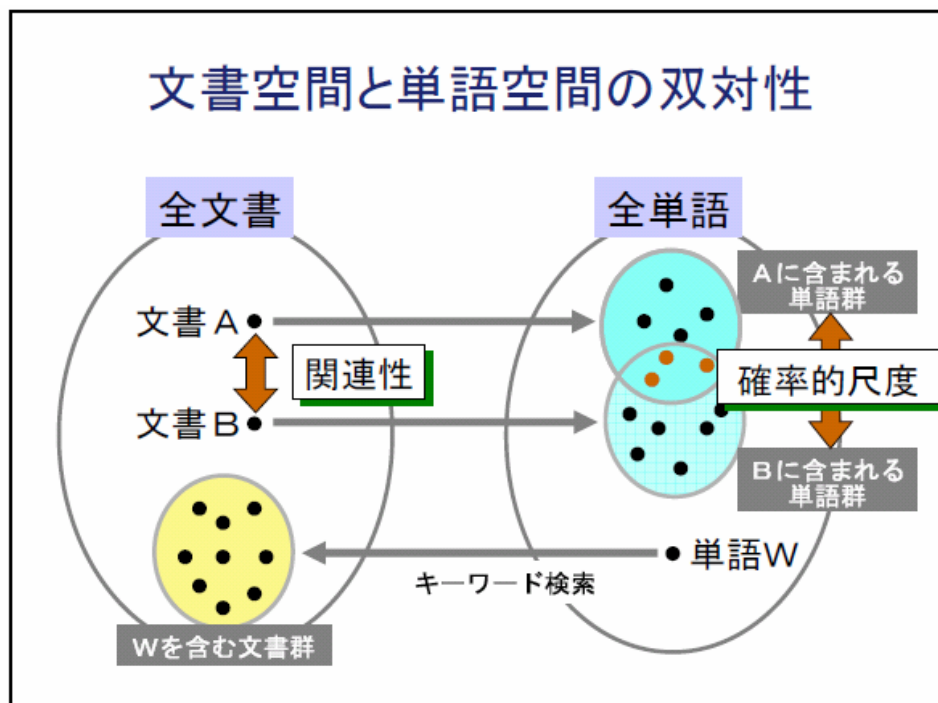 文書空間と単語空間の双対性
全文書
全単語
Aに含まれる
単語群
文書A
関連性
確率的尺度
文書B
Bに含まれる
単語群
単語W
キーワード検索
Wを含む文書群